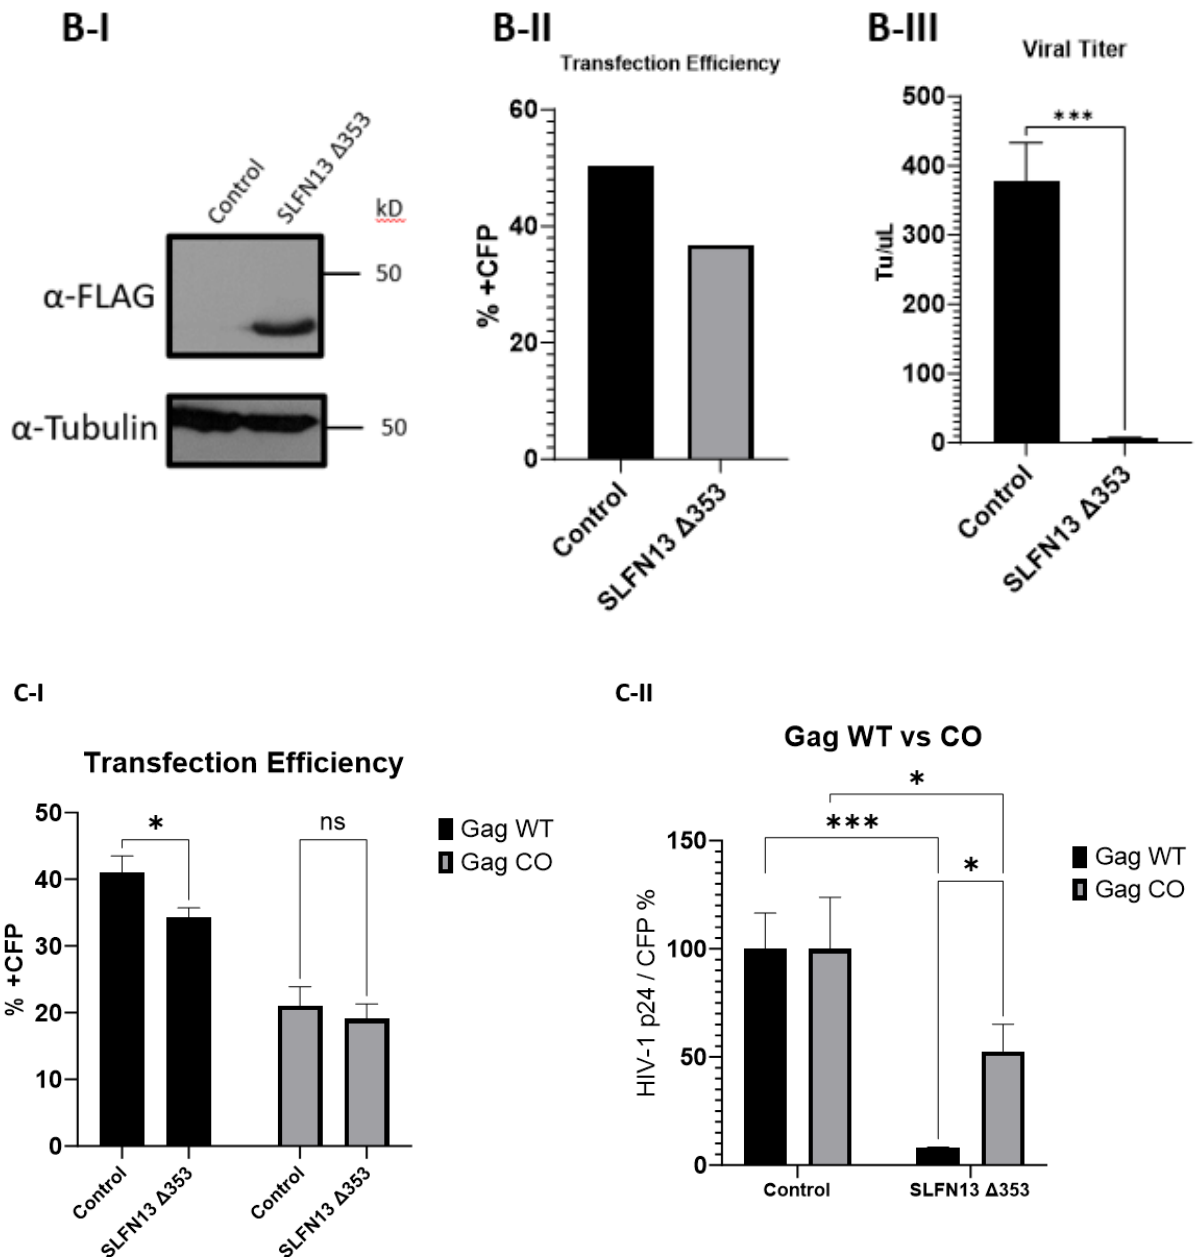 B-I
Control
SLFN13 Δ353
kD
α-FLAG
50
α-Tubulin
50
B-II
Transfection Efficiency
% +CFP
60
40
20
0
Control
SLFN13 Δ353
B-III
Viral Titer
Tu/uL
500
400
300
200
100
0
***
Control
SLFN13 Δ353
C-I
Transfection Efficiency
% +CFP
50
40
30
20
10
0
*
ns
Gag WT
Gag CO
Control
SLFN13 Δ353
Control
SLFN13 Δ353
C-II
Gag WT vs CO
HIV-1 p24 / CFP %
150
100
50
0
*
***
*
Gag WT
Gag CO
Control
SLFN13 Δ353